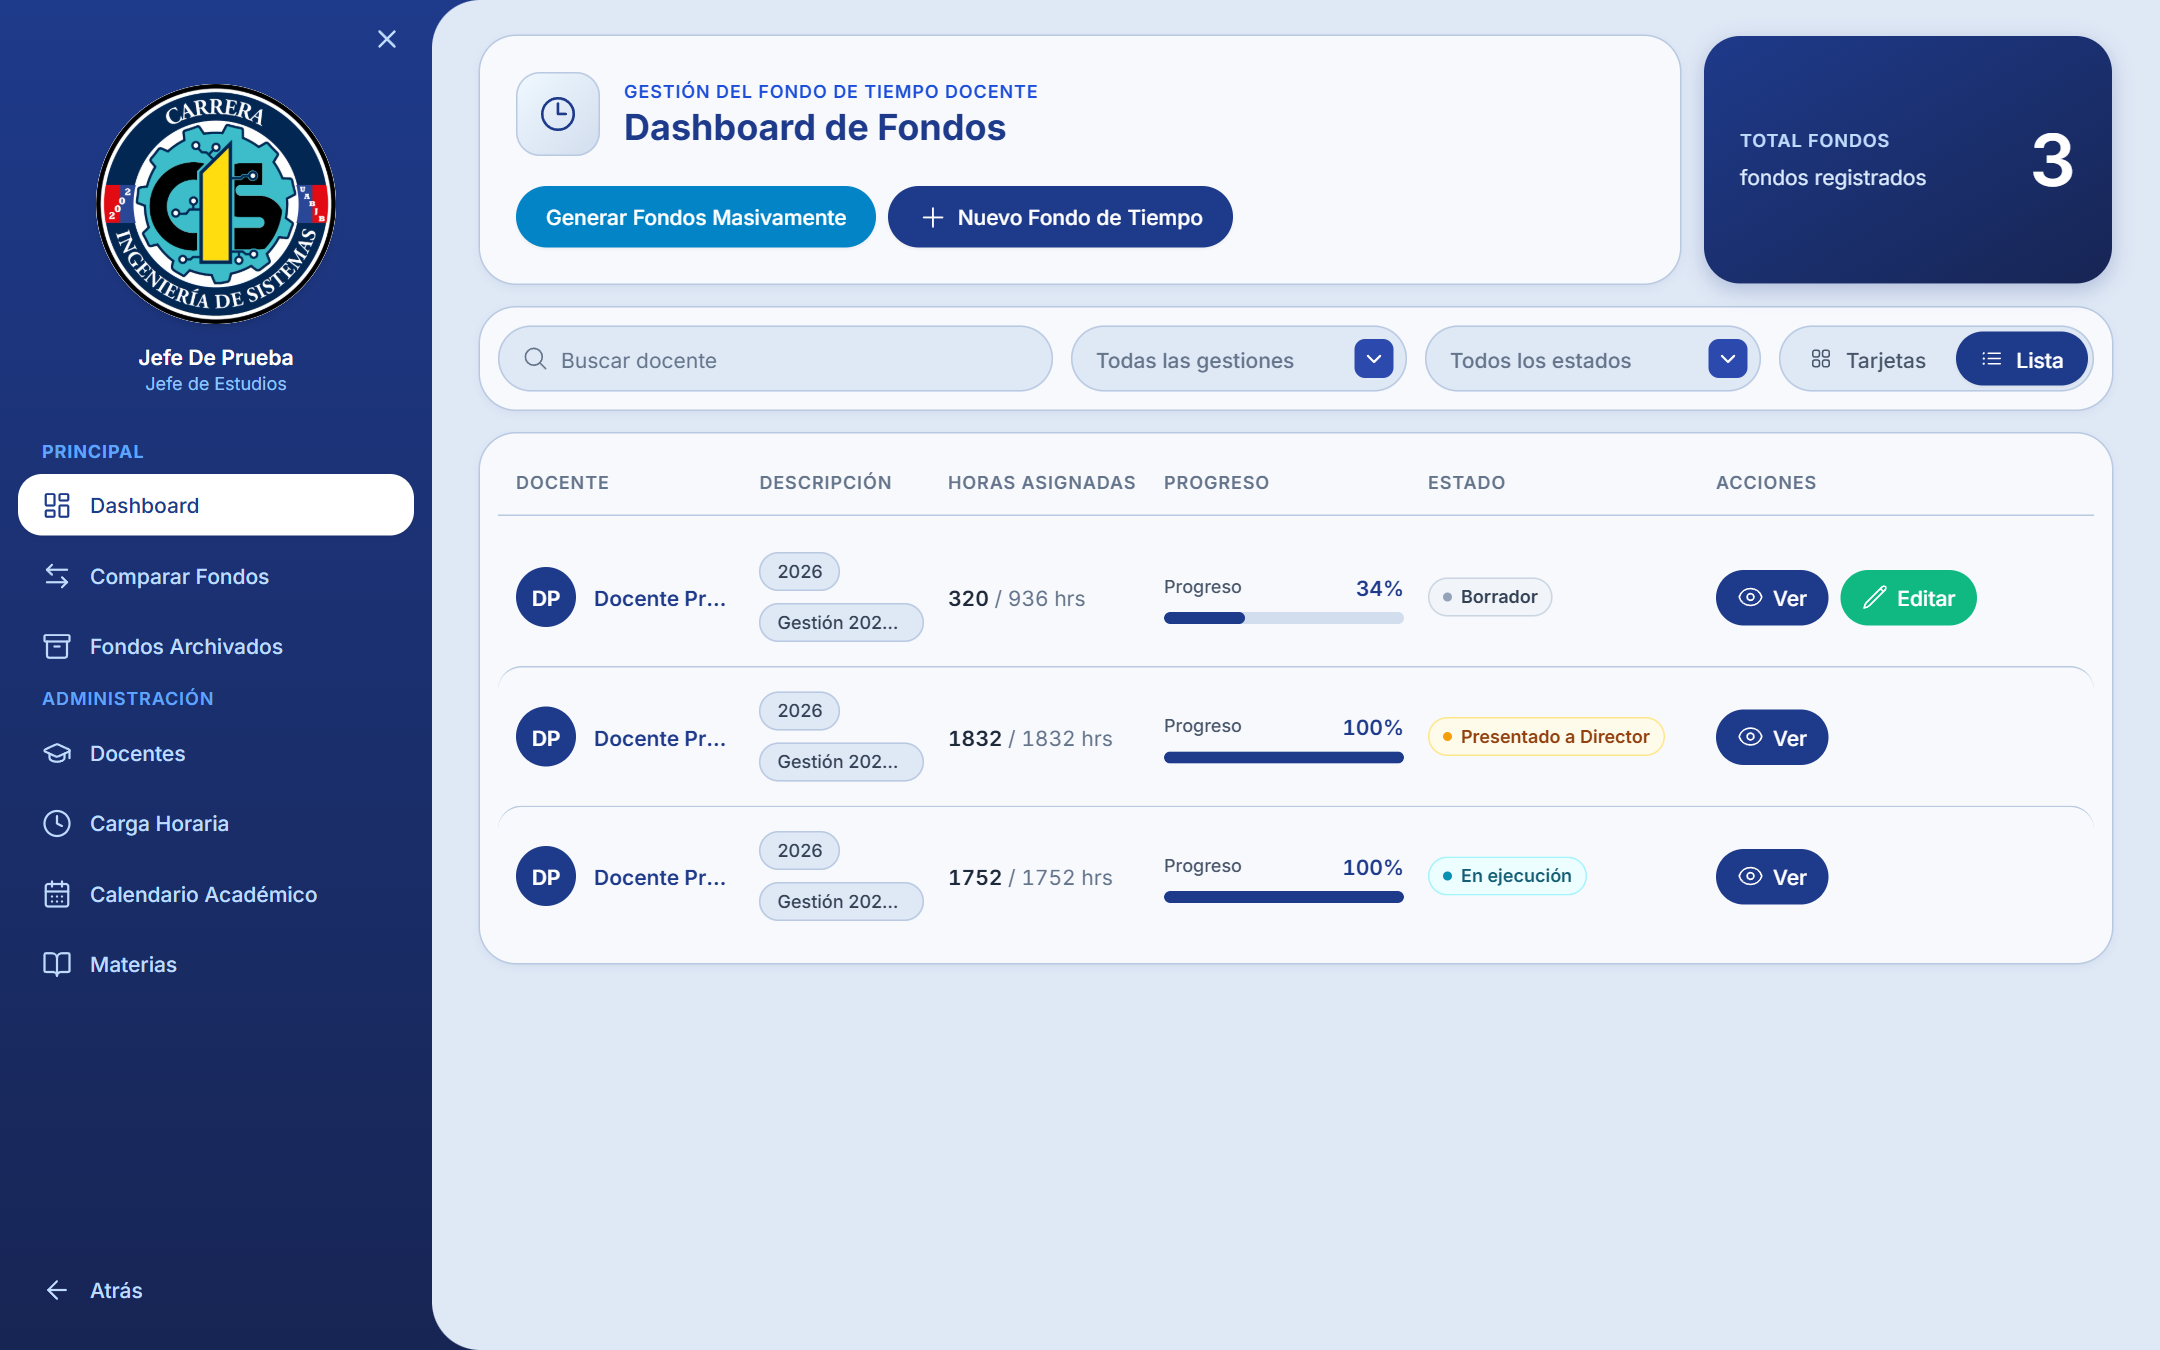 CARRERA
2002
UABJB
INGENIERÍA DE SISTEMAS
Jefe De Prueba
Jefe de Estudios
PRINCIPAL
Dashboard
Comparar Fondos
Fondos Archivados
ADMINISTRACIÓN
Docentes
Carga Horaria
Calendario Académico
Materias
Atrás
GESTIÓN DEL FONDO DE TIEMPO DOCENTE
Dashboard de Fondos
Generar Fondos Masivamente
Nuevo Fondo de Tiempo
TOTAL FONDOS
fondos registrados
3
Buscar docente
Todas las gestiones
Todos los estados
Tarjetas
Lista
DOCENTE DESCRIPCIÓN HORAS ASIGNADAS PROGRESO ESTADO ACCIONES
DP Docente Pr...
2026
Gestión 202...
320 / 936 hrs
Progreso 34%
Borrador
Ver
Editar
DP Docente Pr...
2026
Gestión 202...
1832 / 1832 hrs
Progreso 100%
Presentado a Director
Ver
DP Docente Pr...
2026
Gestión 202...
1752 / 1752 hrs
Progreso 100%
En ejecución
Ver